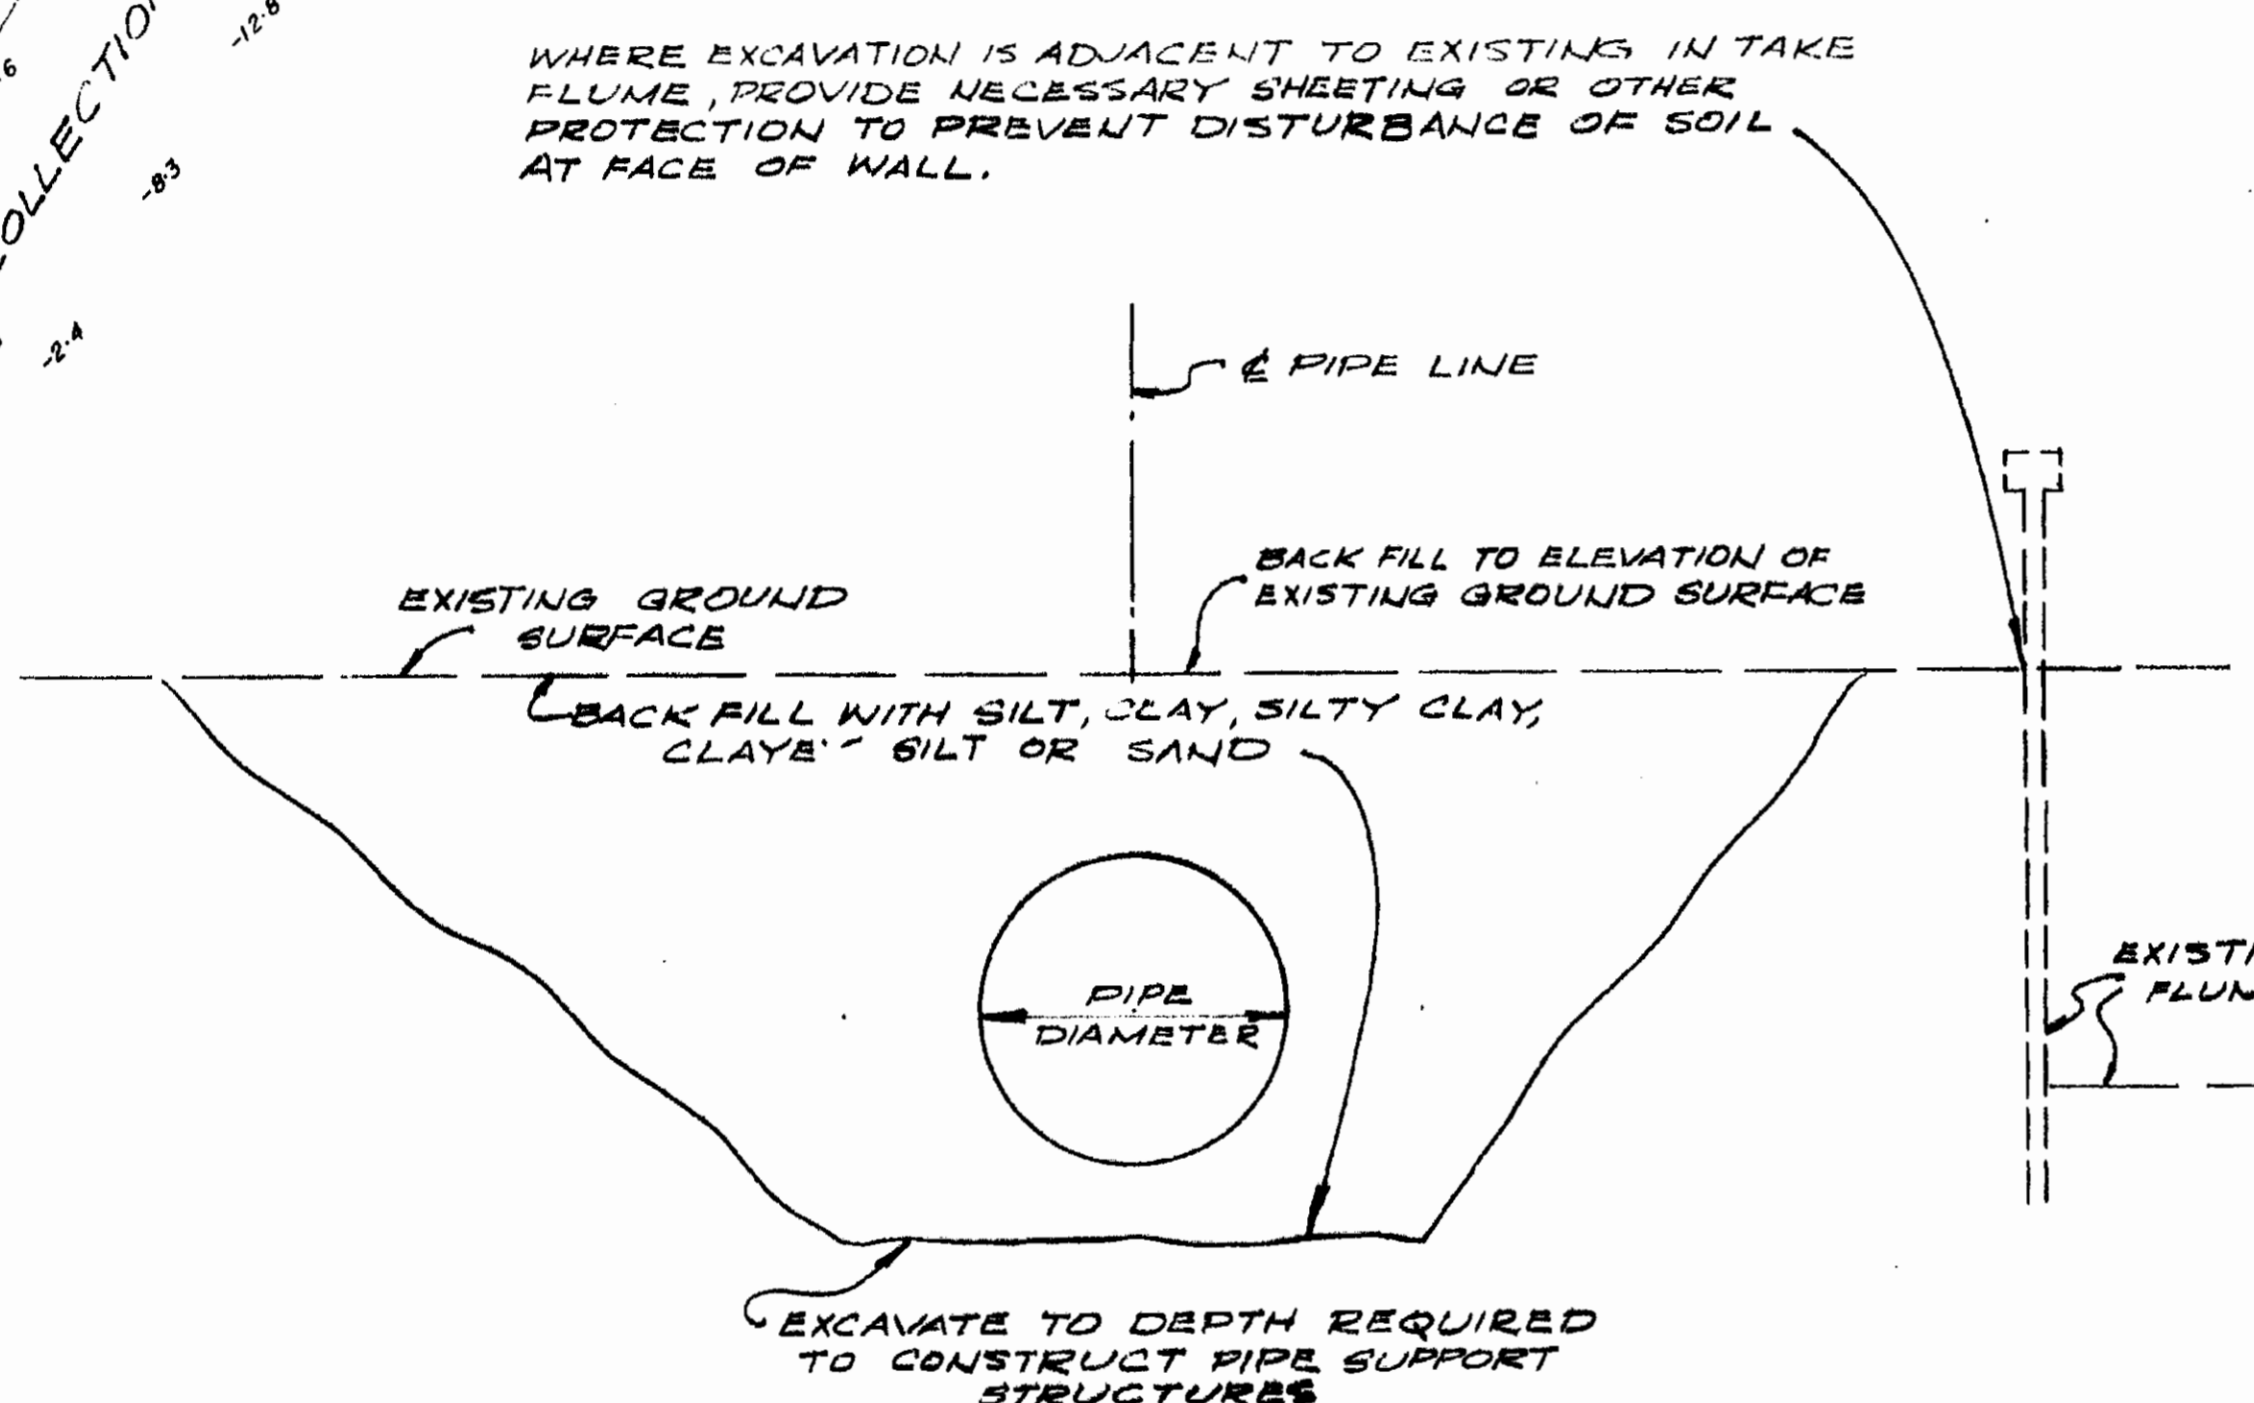 -12.8
-8.3
-2.4
WHERE EXCAVATION IS ADJACENT TO EXISTING IN TAKE
FLUME, PROVIDE NECESSARY SHEETING OR OTHER
PROTECTION TO PREVENT DISTURBANCE OF SOIL
AT FACE OF WALL.
℄ PIPE LINE
BACK FILL TO ELEVATION OF
EXISTING GROUND SURFACE
EXISTING GROUND
SURFACE
BACK FILL WITH SILT, CLAY, SILTY CLAY,
SILT OR SAND
PIPE
DIAMETER
EXCAVATE TO DEPTH REQUIRED
TO CONSTRUCT PIPE SUPPORT
STRUCTURES